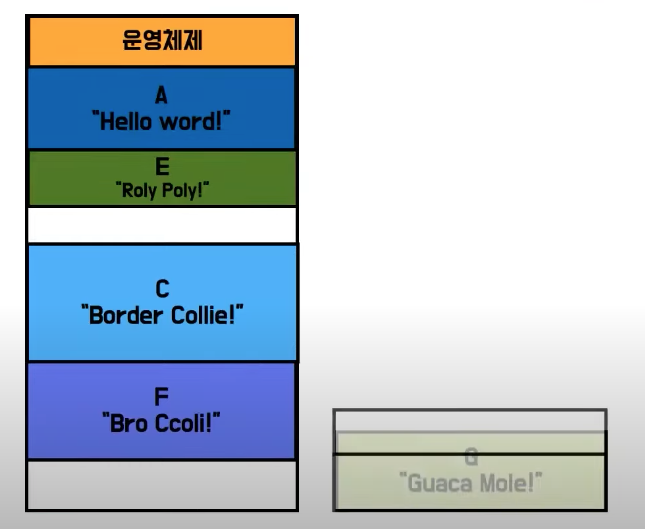 운영체제
A
"Hello word!"
E
"Roly Poly!"
C
"Border Collie!"
F
"Bro Ccoli!"
G
"Guaca Mole!"